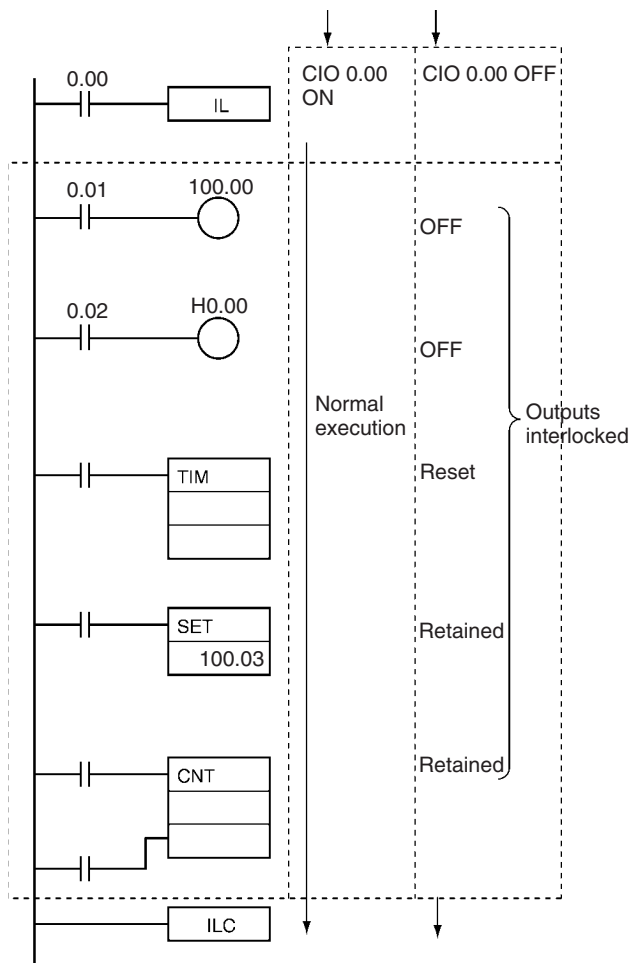 0.00
IL
CIO 0.00
ON
CIO 0.00 OFF
0.01
100.00
OFF
0.02
H0.00
OFF
Normal
execution
Outputs
interlocked
TIM
Reset
SET
100.03
Retained
CNT
Retained
ILC